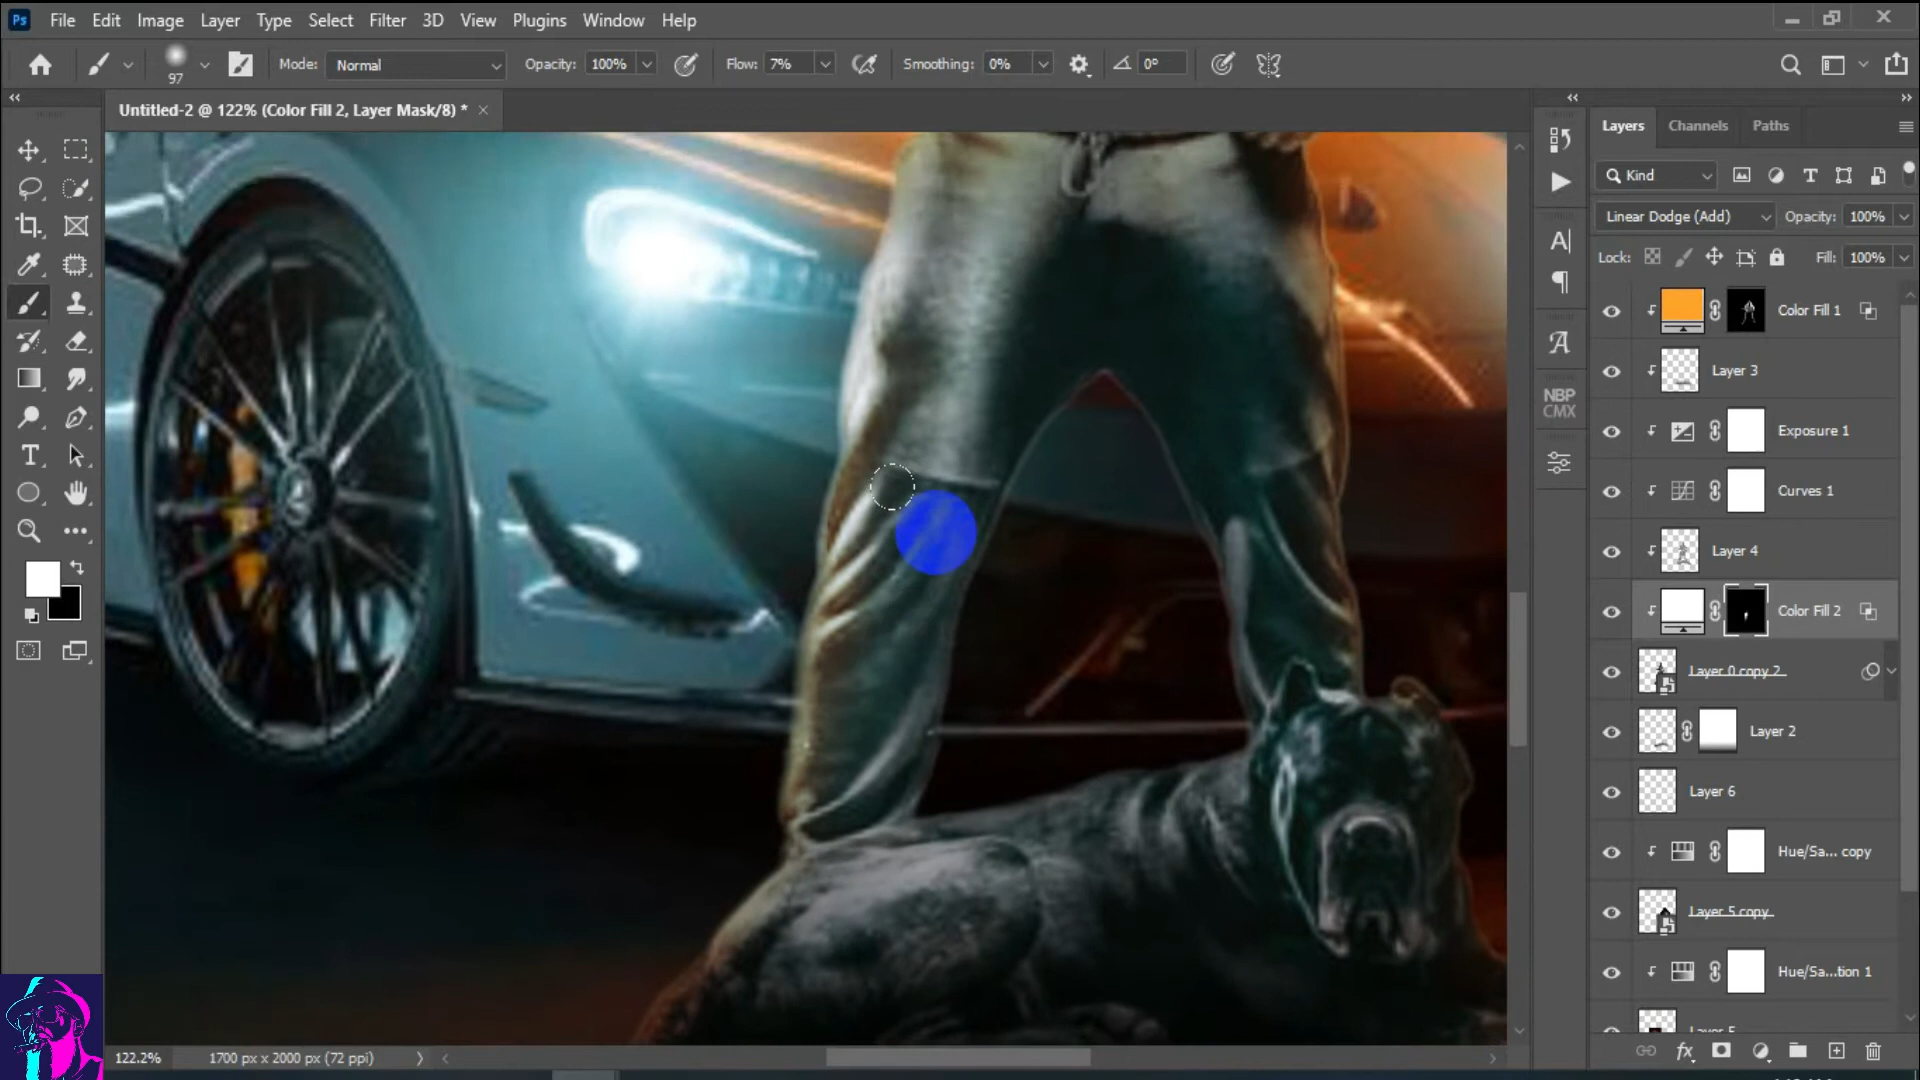 Ps File Edit Image Layer Type Select Filter 3D View Plugins Window Help
97 Mode: Normal Opacity: 100% Flow: 7% Smoothing: 0% 0°
Untitled-2 @ 122% (Color Fill 2, Layer Mask/8) *
Layers Channels Paths
Kind
Linear Dodge (Add) Opacity: 100%
Lock: Fill: 100%
Color Fill 1
Layer 3
NBP
CMX
Exposure 1
Curves 1
Layer 4
Color Fill 2
Layer 0 copy 2
Layer 2
Layer 6
Hue/Sa... copy
Layer 5 copy
Hue/Sa...tion 1
122.2% 1700 px x 2000 px (72 ppi)
fx